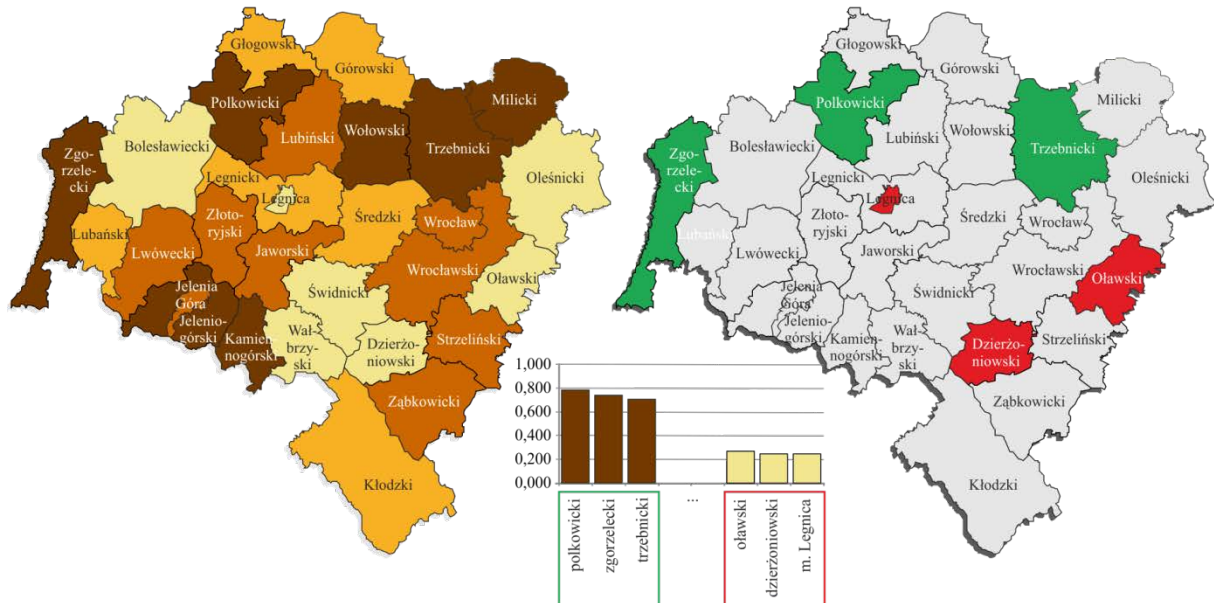 Głogowski
Górowski
Polkowicki
Milicki
Lubiński
Wołowski
Trzebnicki
Zgo-
rzele-
cki
Bolesławiecki
Oleśnicki
Legnicki
Legnica
Średzki
Wrocław
Lubański
Lwówecki
Złoto-
ryjski
Jaworski
Wrocławski
Oławski
Jelenia
Góra
Jelenio-
górski
Świdnicki
Kamien-
nogórski
Wał-
brzy-
ski
Dzierżo-
niowski
Strzeliński
Ząbkowicki
Kłodzki
1,000
0,800
0,600
0,400
0,200
0,000
polkowicki
zgorzelecki
trzebnicki
...
oławski
dzierżoniowski
m. Legnica
Głogowski
Górowski
Polkowicki
Milicki
Lubiński
Wołowski
Trzebnicki
Zgo-
rzele-
cki
Bolesławiecki
Oleśnicki
Legnicki
Legnica
Średzki
Wrocław
Lubański
Lwówecki
Złoto-
ryjski
Jaworski
Wrocławski
Oławski
Jelenia
Góra
Jelenio-
górski
Świdnicki
Kamien-
nogórski
Wał-
brzy-
ski
Dzierżo-
niowski
Strzeliński
Ząbkowicki
Kłodzki